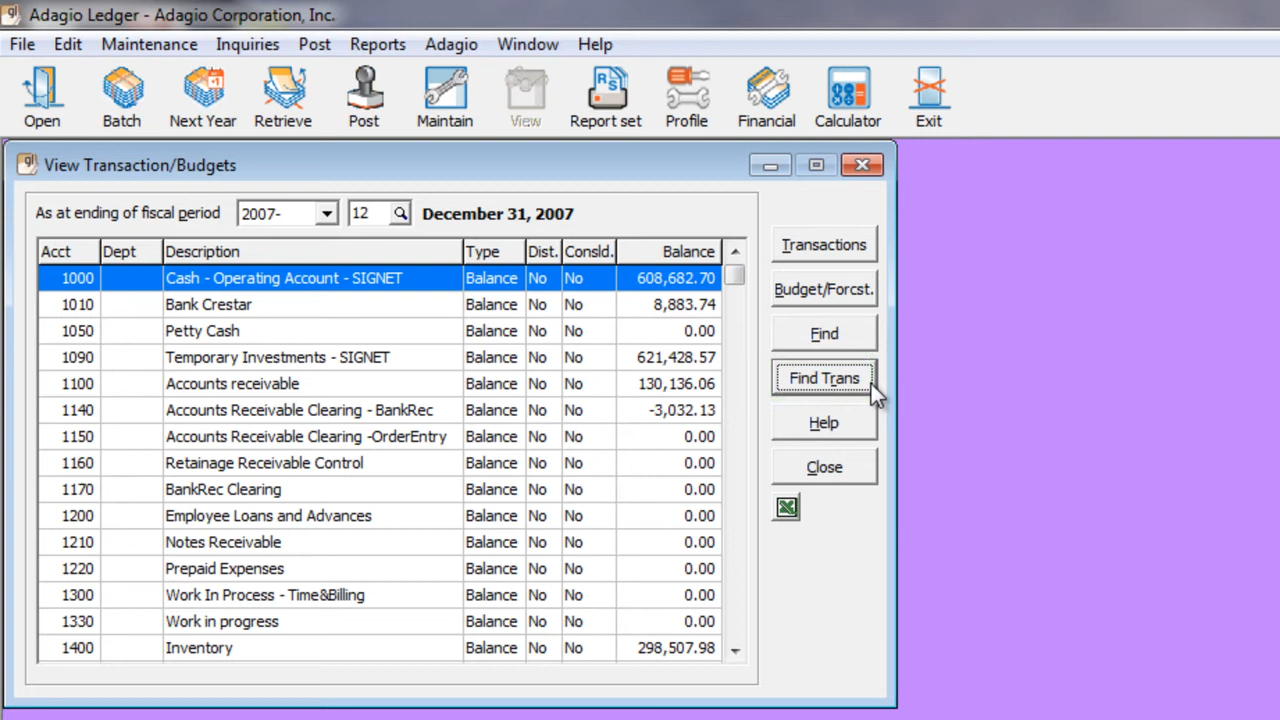 Adagio Ledger - Adagio Corporation, Inc.
File Edit Maintenance Inquiries Post Reports Adagio Window Help
Open Batch Next Year Retrieve Post Maintain View Report set Profile Financial Calculator Exit
View Transaction/Budgets
As at ending of fiscal period 2007- 12 December 31, 2007
Acct Dept Description Type Dist. Consld. Balance
1000 Cash - Operating Account - SIGNET Balance No No 608,682.70
1010 Bank Crestar Balance No No 8,883.74
1050 Petty Cash Balance No No 0.00
1090 Temporary Investments - SIGNET Balance No No 621,428.57
1100 Accounts receivable Balance No No 130,136.06
1140 Accounts Receivable Clearing - BankRec Balance No No -3,032.13
1150 Accounts Receivable Clearing -OrderEntry Balance No No 0.00
1160 Retainage Receivable Control Balance No No 0.00
1170 BankRec Clearing Balance No No 0.00
1200 Employee Loans and Advances Balance No No 0.00
1210 Notes Receivable Balance No No 0.00
1220 Prepaid Expenses Balance No No 0.00
1300 Work In Process - Time&Billing Balance No No 0.00
1330 Work in progress Balance No No 0.00
1400 Inventory Balance No No 298,507.98
Transactions
Budget/Forcst.
Find
Find Trans
Help
Close